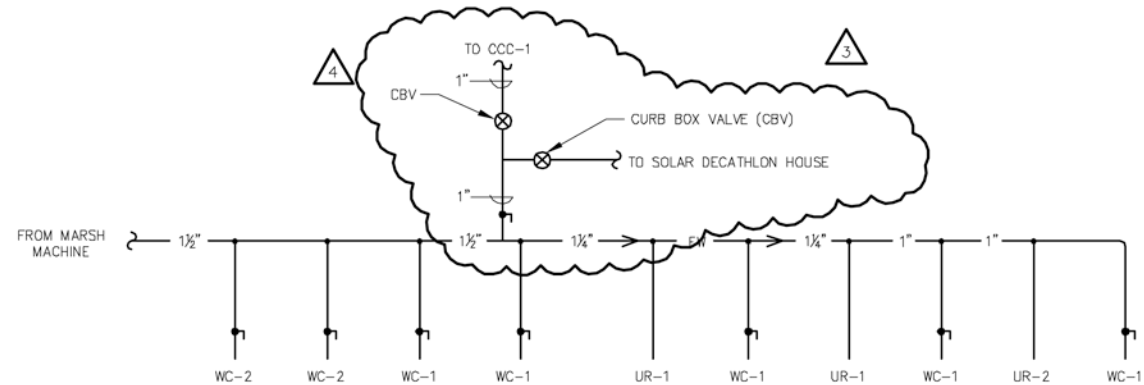 TO CCC-1
4
3
1"
CBV
CURB BOX VALVE (CBV)
TO SOLAR DECATHLON HOUSE
1"
FROM MARSH
MACHINE
1½" 1½" 1¼" FW 1¼" 1" 1"
WC-2 WC-2 WC-1 WC-1 UR-1 WC-1 UR-1 WC-1 UR-2 WC-1